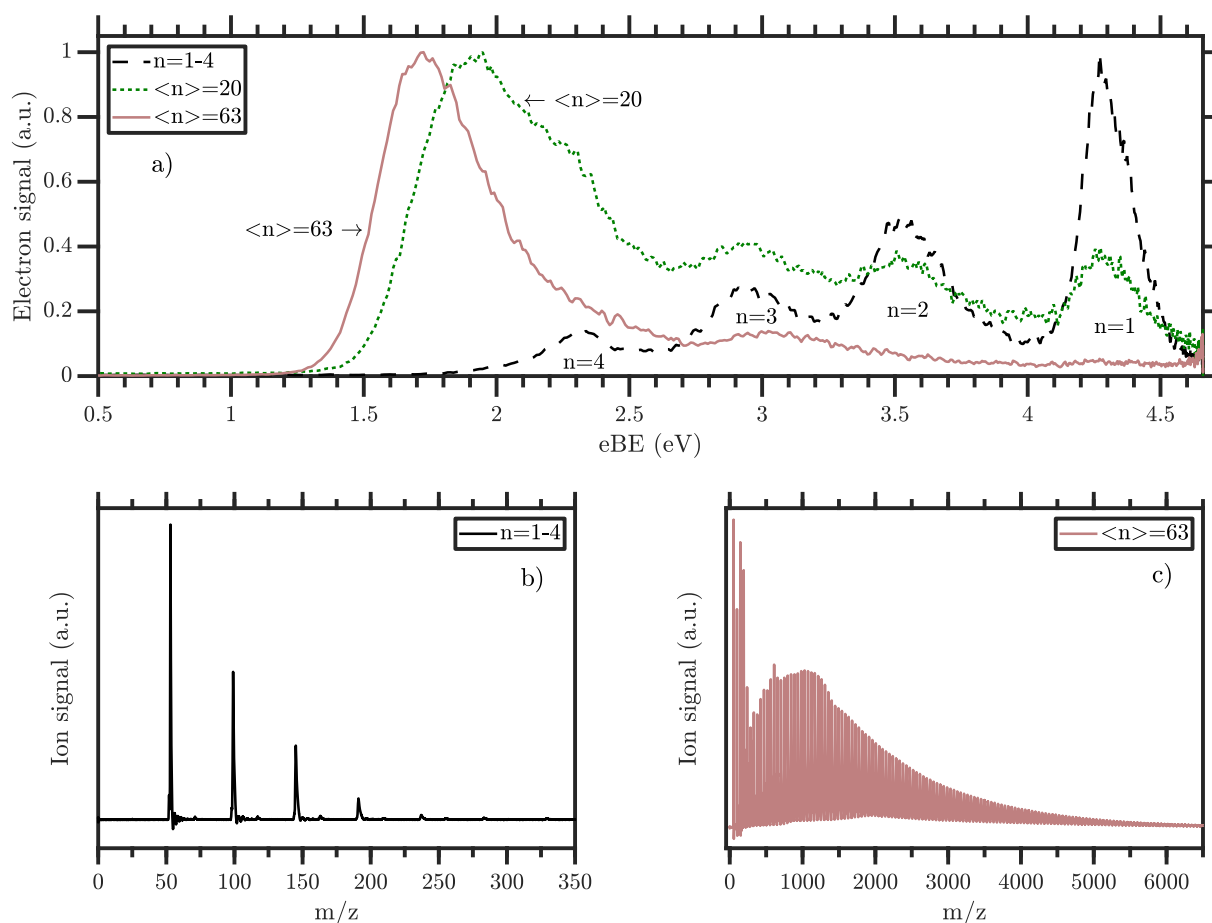 n=1-4
<n>=20
<n>=63
a)
← <n>=20
<n>=63 →
n=4
n=3
n=2
n=1
Electron signal (a.u.)
1
0.8
0.6
0.4
0.2
0
0.5 1 1.5 2 2.5 3 3.5 4 4.5
eBE (eV)
n=1-4
b)
Ion signal (a.u.)
0 50 100 150 200 250 300 350
m/z
<n>=63
c)
Ion signal (a.u.)
0 1000 2000 3000 4000 5000 6000
m/z